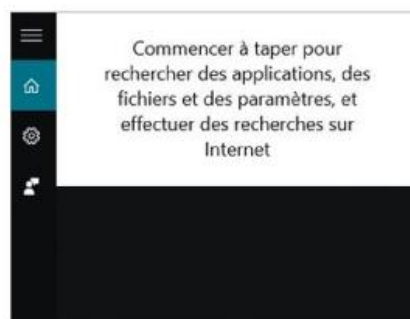 Commencer à taper pour
rechercher des applications, des
fichiers et des paramètres, et
effectuer des recherches sur
Internet